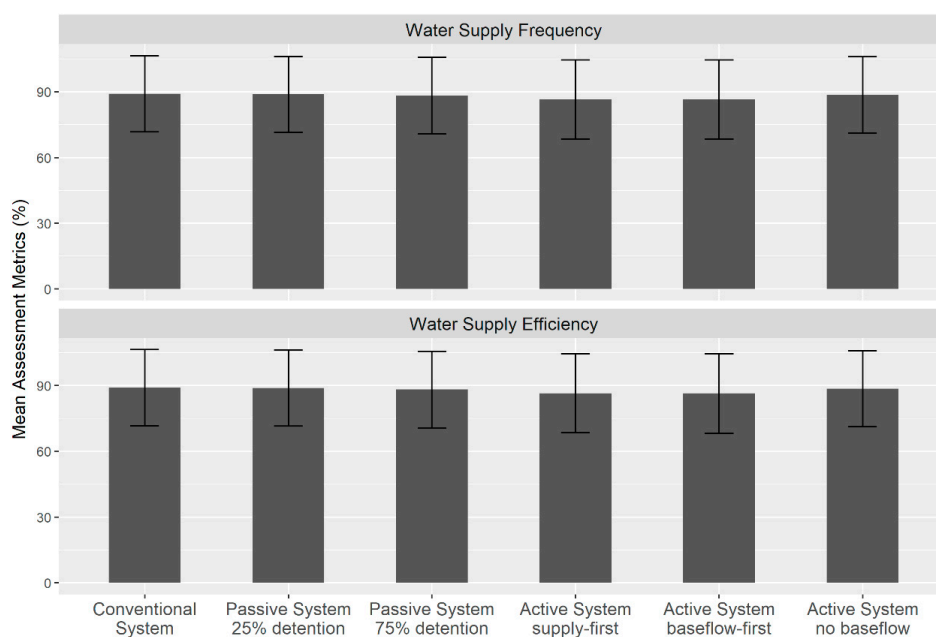 Water Supply Frequency
90
60
30
0
Mean Assessment Metrics (%)
Water Supply Efficiency
90
60
30
0
Conventional System
Passive System 25% detention
Passive System 75% detention
Active System supply-first
Active System baseflow-first
Active System no baseflow